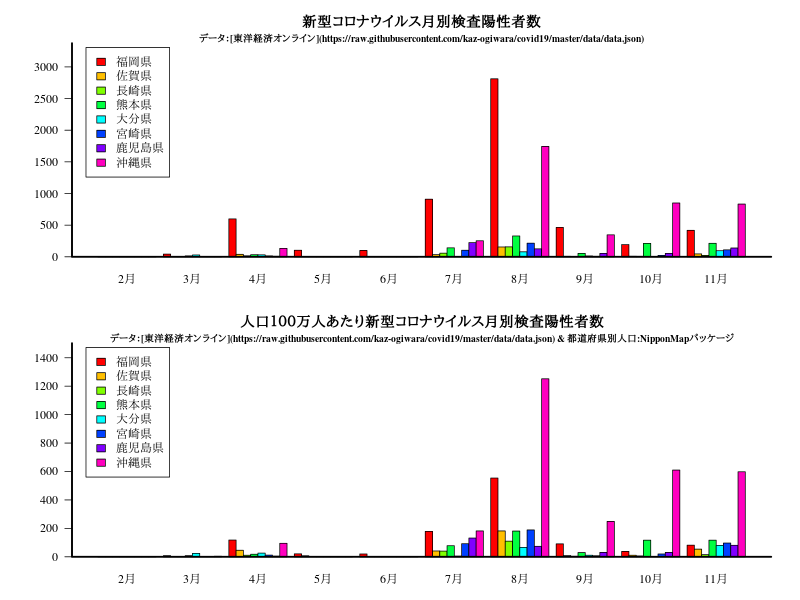 新型コロナウイルス月別検査陽性者数
データ:[東洋経済オンライン](https://raw.githubusercontent.com/kaz-ogiwara/covid19/master/data/data.json)
3000
2500
2000
1500
1000
500
0
福岡県
佐賀県
長崎県
熊本県
大分県
宮崎県
鹿児島県
沖縄県
2月 3月 4月 5月 6月 7月 8月 9月 10月 11月
人口100万人あたり新型コロナウイルス月別検査陽性者数
データ:[東洋経済オンライン](https://raw.githubusercontent.com/kaz-ogiwara/covid19/master/data/data.json) & 都道府県別人口:NipponMapパッケージ
1400
1200
1000
800
600
400
200
0
福岡県
佐賀県
長崎県
熊本県
大分県
宮崎県
鹿児島県
沖縄県
2月 3月 4月 5月 6月 7月 8月 9月 10月 11月